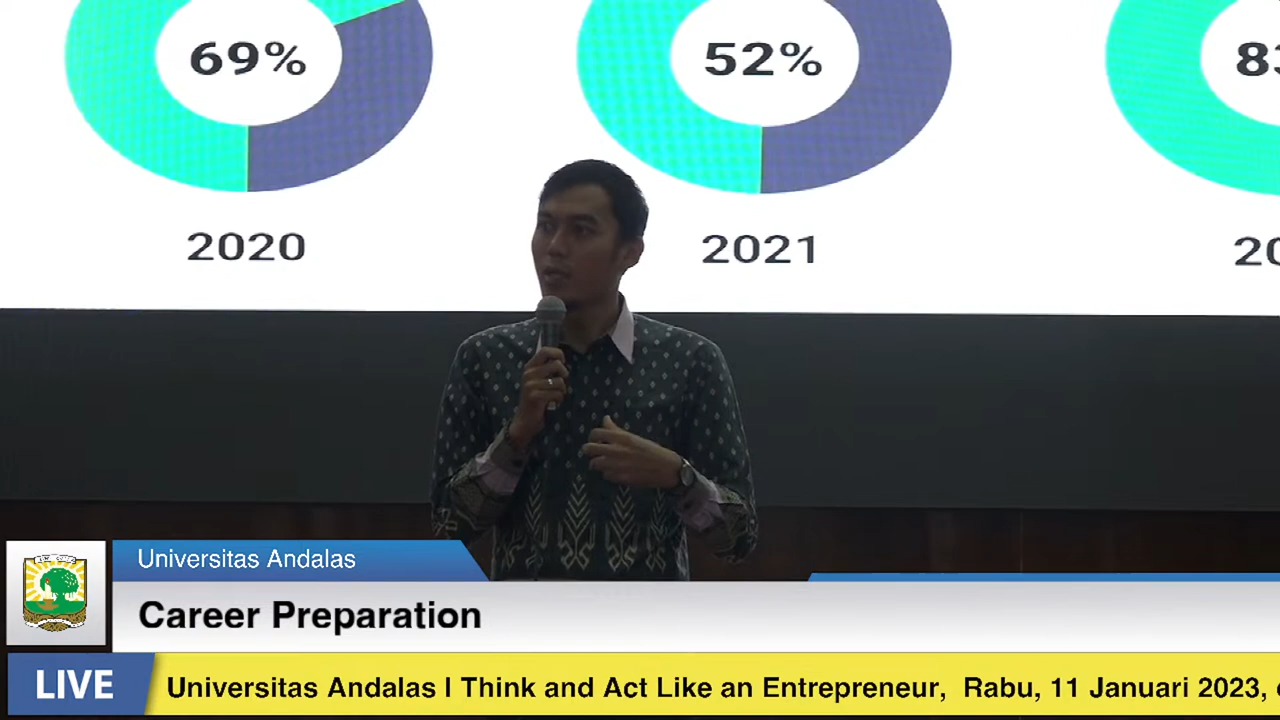 69%
52%
2020
2021
Universitas Andalas
Career Preparation
LIVE
Universitas Andalas I Think and Act Like an Entrepreneur, Rabu, 11 Januari 2023,